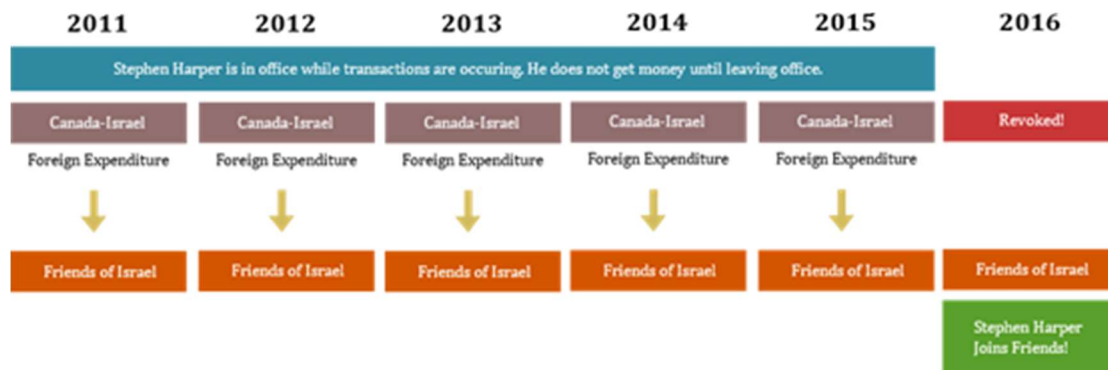 2011 2012 2013 2014 2015 2016
Stephen Harper is in office while transactions are occuring. He does not get money until leaving office.
Canada-Israel Canada-Israel Canada-Israel Canada-Israel Canada-Israel Revoked!
Foreign Expenditure Foreign Expenditure Foreign Expenditure Foreign Expenditure Foreign Expenditure
Friends of Israel Friends of Israel Friends of Israel Friends of Israel Friends of Israel Friends of Israel
Stephen Harper
Joins Friends!